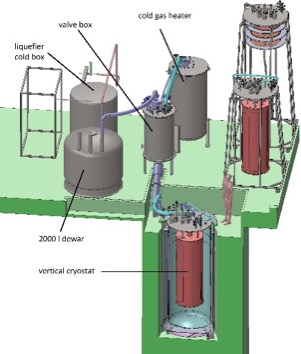 cold gas heater
valve box
liquefier
cold box
2000 l dewar
vertical cryostat